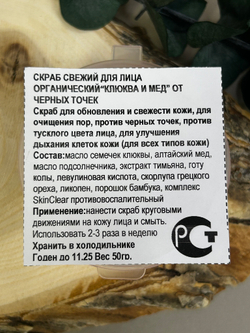 СКРАБ СВЕЖИЙ ДЛЯ ЛИЦА
ОРГАНИЧЕСКИЙ"КЛЮКВА И МЕД" ОТ
ЧЕРНЫХ ТОЧЕК
Скраб для обновления и свежести кожи, для
очищения пор, против черных точек, против
тусклого цвета лица, для улучшения
дыхания клеток кожи (для всех типов кожи)
Состав:масло семечек клюквы, алтайский мед,
масло подсолнечника, экстракт тимьяна, готу
колы, левулиновая кислота, скорлупа грецкого
ореха, ликопен, порошок бамбука, комплекс
SkinClear противовоспалительный
Применение:нанести скраб круговыми
движениями на кожу лица и смыть.
Использовать 2-3 раза в неделю
Хранить в холодильнике
Годен до 11.25 Вес 50гр.
РСТ